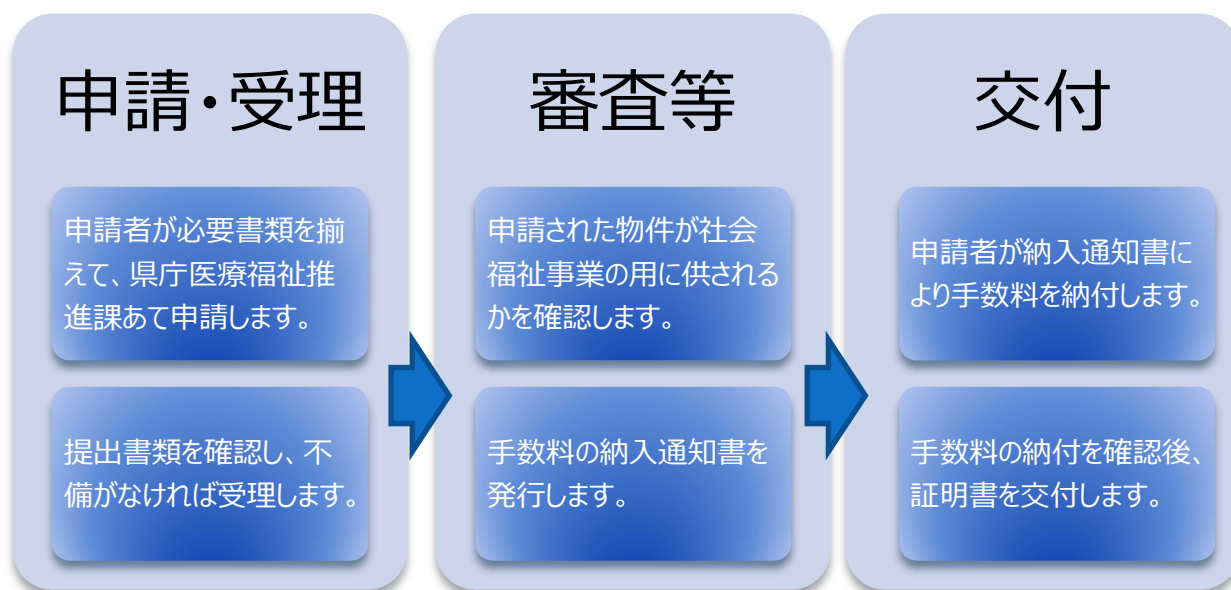 申請・受理
申請者が必要書類を揃
えて、県庁医療福祉推
進課あて申請します。
提出書類を確認し、不
備がなければ受理します。
審査等
申請された物件が社会
福祉事業の用に供される
かを確認します。
手数料の納入通知書を
発行します。
交付
申請者が納入通知書に
より手数料を納付します。
手数料の納付を確認後、
証明書を交付します。